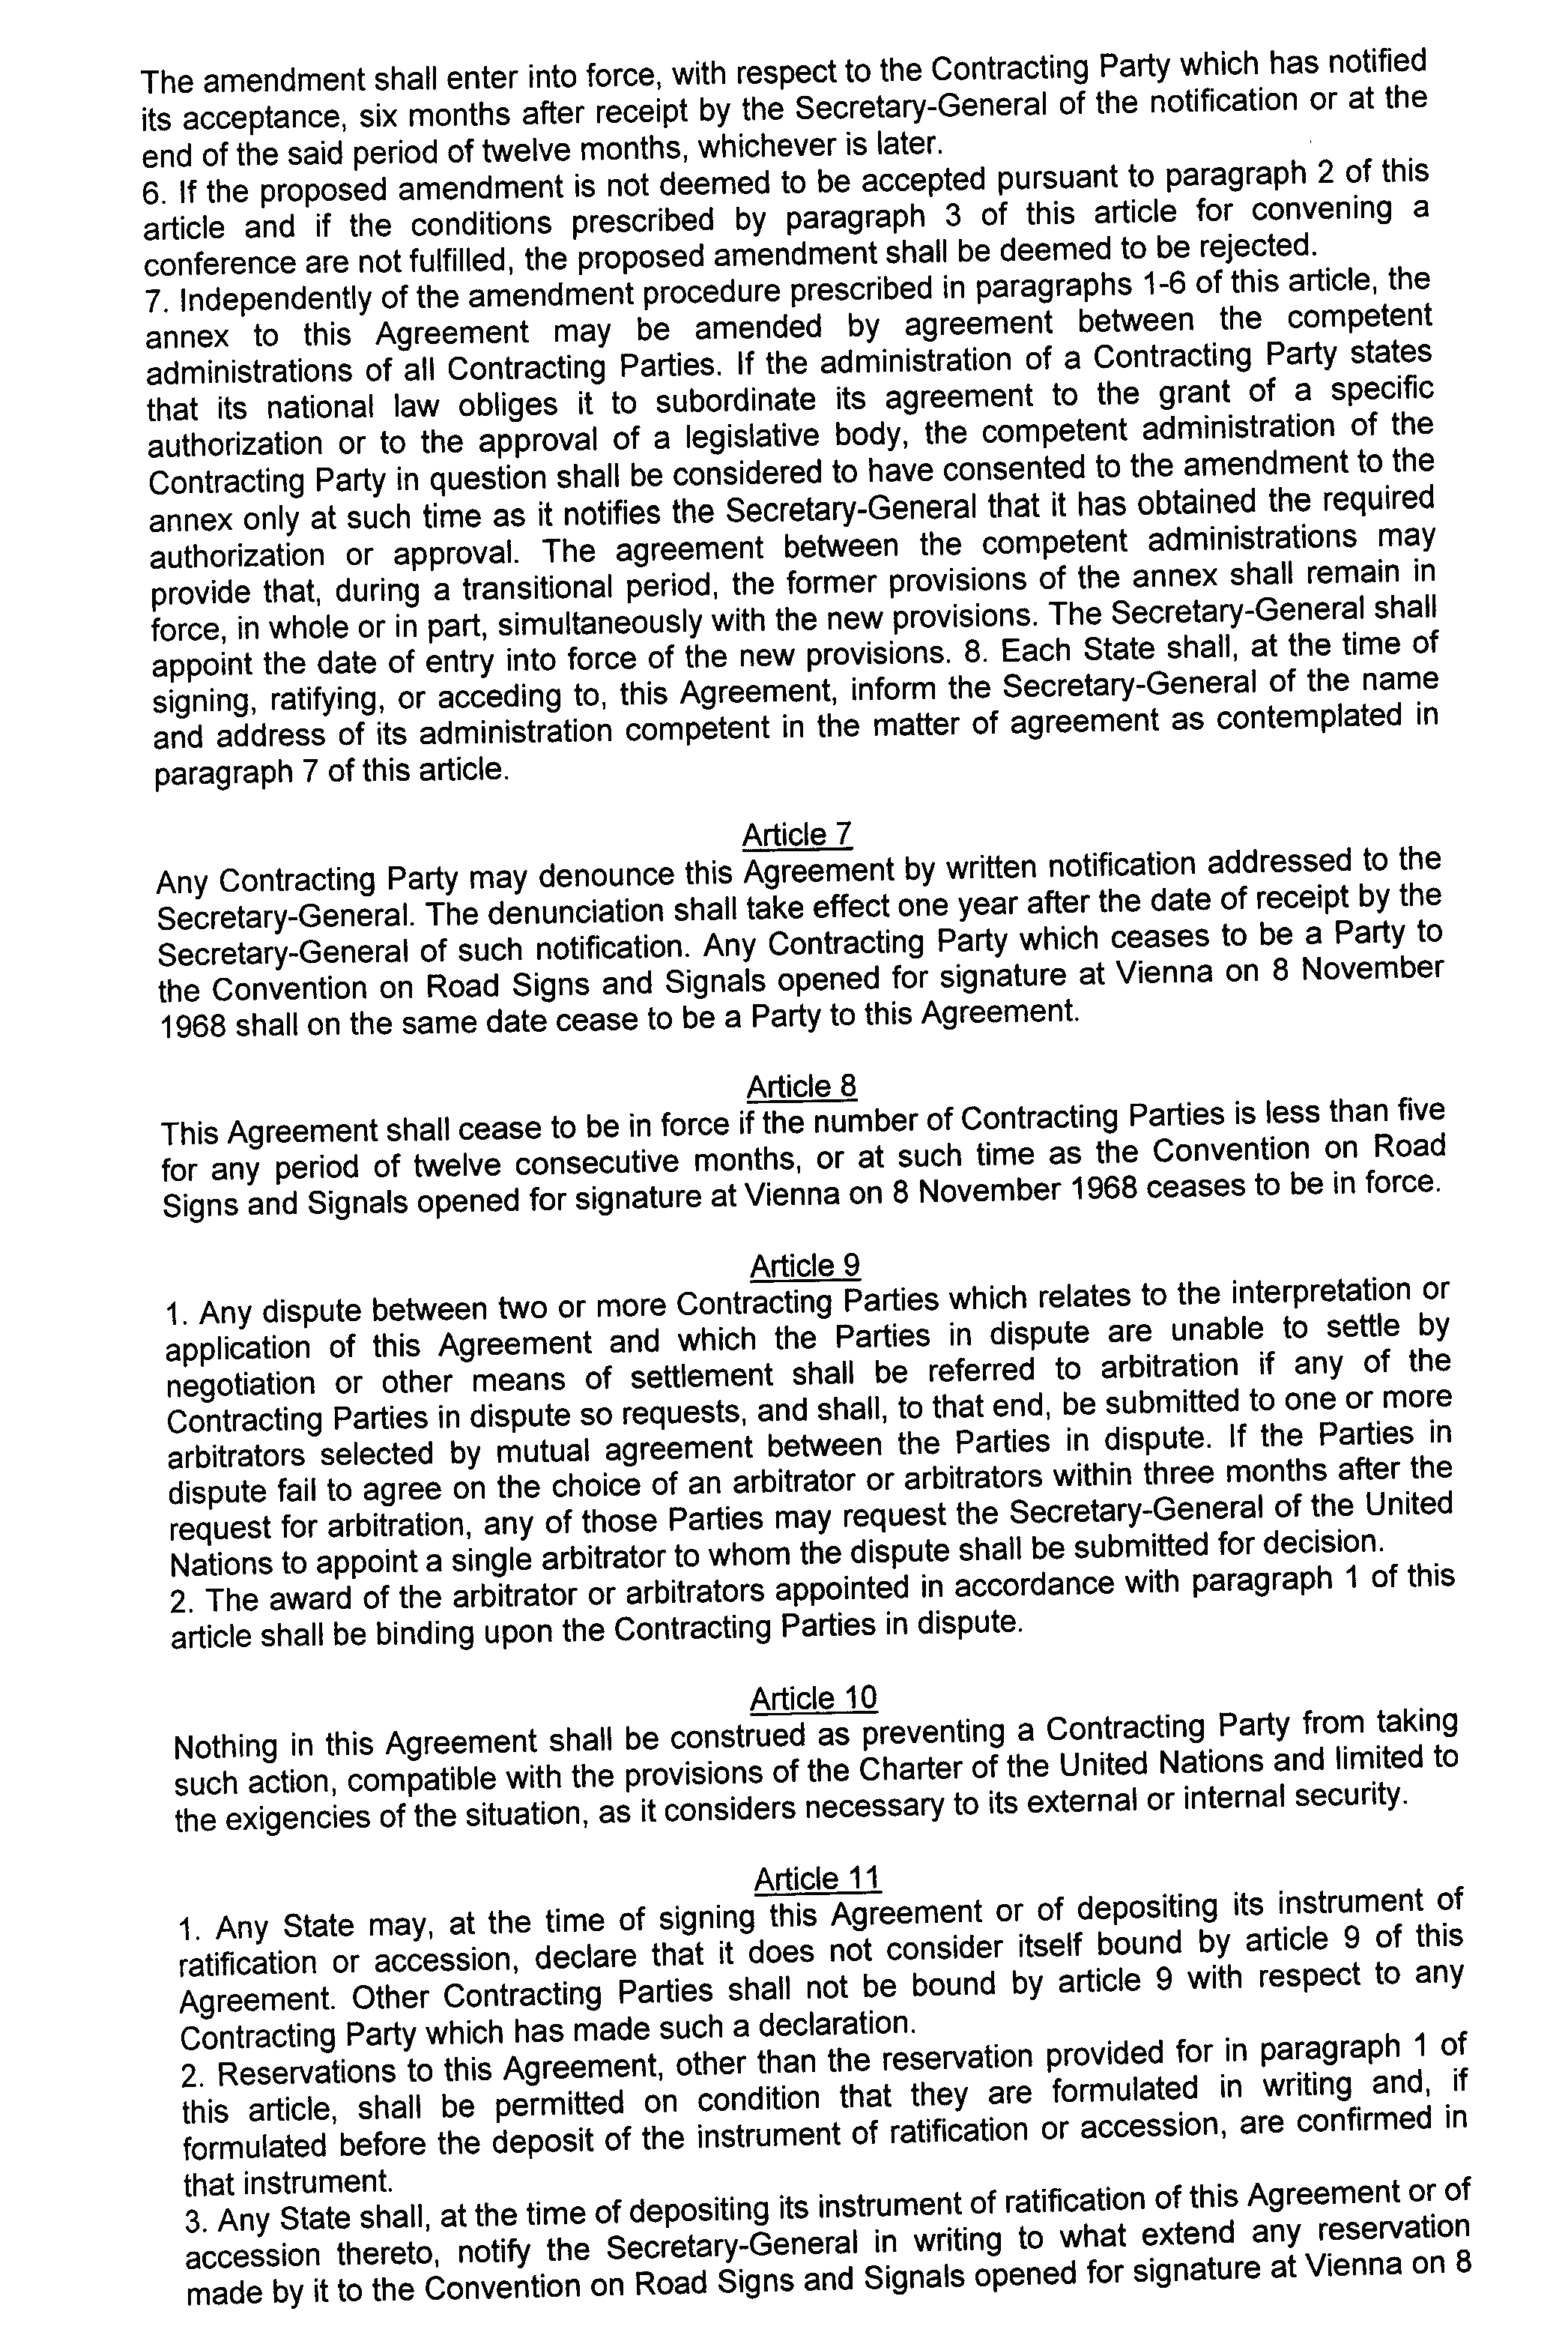 The amendment shall enter into force, with respect to the Contracting Party which has notified
its acceptance, six months after receipt by the Secretary-General of the notification or at the
end of the said period of twelve months, whichever is later.
6. If the proposed amendment is not deemed to be accepted pursuant to paragraph 2 of this
article and if the conditions prescribed by paragraph 3 of this article for convening a
conference are not fulfilled, the proposed amendment shall be deemed to be rejected.
7. Independently of the amendment procedure prescribed in paragraphs 1-6 of this article, the
annex to this Agreement may be amended by agreement between the competent
administrations of all Contracting Parties. If the administration of a Contracting Party states
that its national law obliges it to subordinate its agreement to the grant of a specific
authorization or to the approval of a legislative body, the competent administration of the
Contracting Party in question shall be considered to have consented to the amendment to the
annex only at such time as it notifies the Secretary-General that it has obtained the required
authorization or approval. The agreement between the competent administrations may
provide that, during a transitional period, the former provisions of the annex shall remain in
force, in whole or in part, simultaneously with the new provisions. The Secretary-General shall
appoint the date of entry into force of the new provisions. 8. Each State shall, at the time of
signing, ratifying, or acceding to, this Agreement, inform the Secretary-General of the name
and address of its administration competent in the matter of agreement as contemplated in
paragraph 7 of this article.
Article 7
Any Contracting Party may denounce this Agreement by written notification addressed to the
Secretary-General. The denunciation shall take effect one year after the date of receipt by the
Secretary-General of such notification. Any Contracting Party which ceases to be a Party to
the Convention on Road Signs and Signals opened for signature at Vienna on 8 November
1968 shall on the same date cease to be a Party to this Agreement.
Article 8
This Agreement shall cease to be in force if the number of Contracting Parties is less than five
for any period of twelve consecutive months, or at such time as the Convention on Road
Signs and Signals opened for signature at Vienna on 8 November 1968 ceases to be in force.
Article 9
1. Any dispute between two or more Contracting Parties which relates to the interpretation or
application of this Agreement and which the Parties in dispute are unable to settle by
negotiation or other means of settlement shall be referred to arbitration if any of the
Contracting Parties in dispute so requests, and shall, to that end, be submitted to one or more
arbitrators selected by mutual agreement between the Parties in dispute. If the Parties in
dispute fail to agree on the choice of an arbitrator or arbitrators within three months after the
request for arbitration, any of those Parties may request the Secretary-General of the United
Nations to appoint a single arbitrator to whom the dispute shall be submitted for decision.
2. The award of the arbitrator or arbitrators appointed in accordance with paragraph 1 of this
article shall be binding upon the Contracting Parties in dispute.
Article 10
Nothing in this Agreement shall be construed as preventing a Contracting Party from taking
such action, compatible with the provisions of the Charter of the United Nations and limited to
the exigencies of the situation, as it considers necessary to its external or internal security.
Article 11
1. Any State may, at the time of signing this Agreement or of depositing its instrument of
ratification or accession, declare that it does not consider itself bound by article 9 of this
Agreement. Other Contracting Parties shall not be bound by article 9 with respect to any
Contracting Party which has made such a declaration.
2. Reservations to this Agreement, other than the reservation provided for in paragraph 1 of
this article, shall be permitted on condition that they are formulated in writing and, if
formulated before the deposit of the instrument of ratification or accession, are confirmed in
that instrument.
3. Any State shall, at the time of depositing its instrument of ratification of this Agreement or of
accession thereto, notify the Secretary-General in writing to what extend any reservation
made by it to the Convention on Road Signs and Signals opened for signature at Vienna on 8